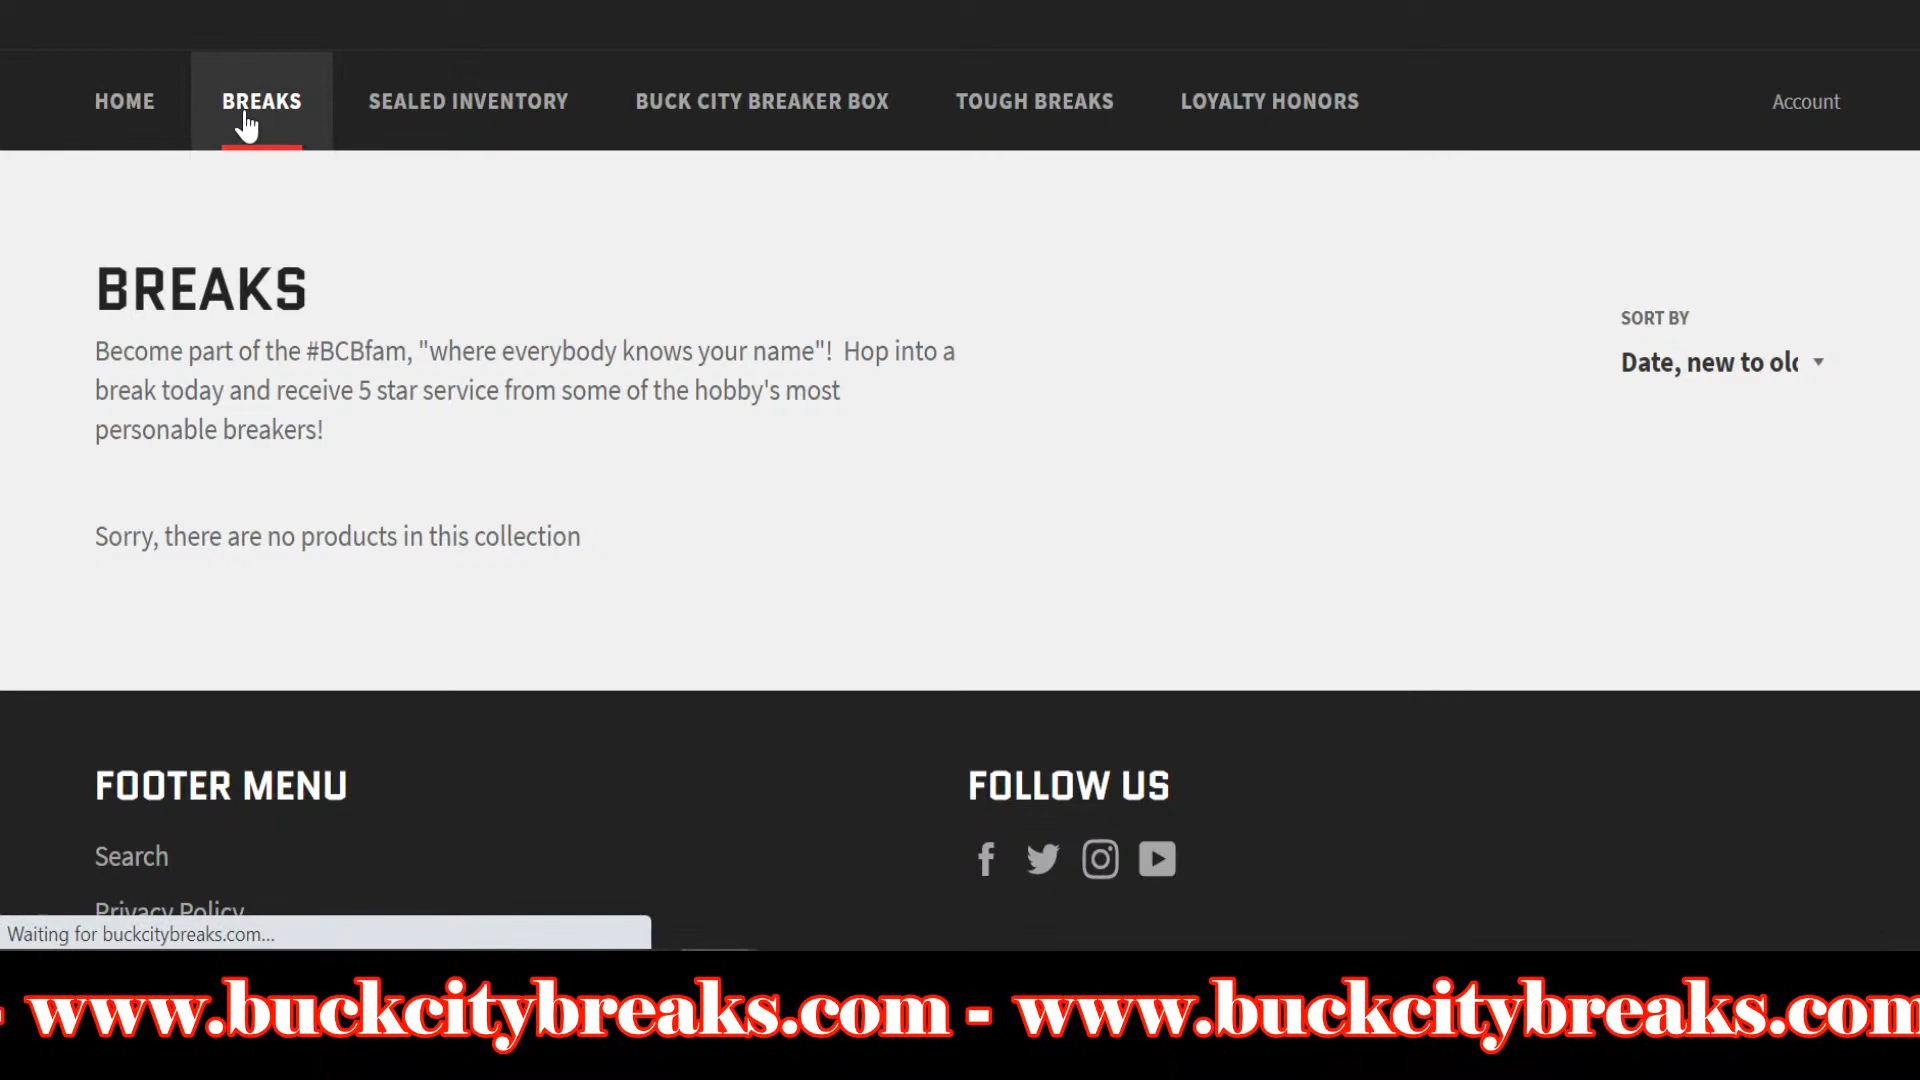 HOME BREAKS SEALED INVENTORY BUCK CITY BREAKER BOX TOUGH BREAKS LOYALTY HONORS Account
BREAKS
Become part of the #BCBfam, "where everybody knows your name"! Hop into a
break today and receive 5 star service from some of the hobby's most
personable breakers!
SORT BY
Date, new to old
Sorry, there are no products in this collection
FOOTER MENU
Search
Privacy Policy
FOLLOW US
Waiting for buckcitybreaks.com...
- www.buckcitybreaks.com - www.buckcitybreaks.com